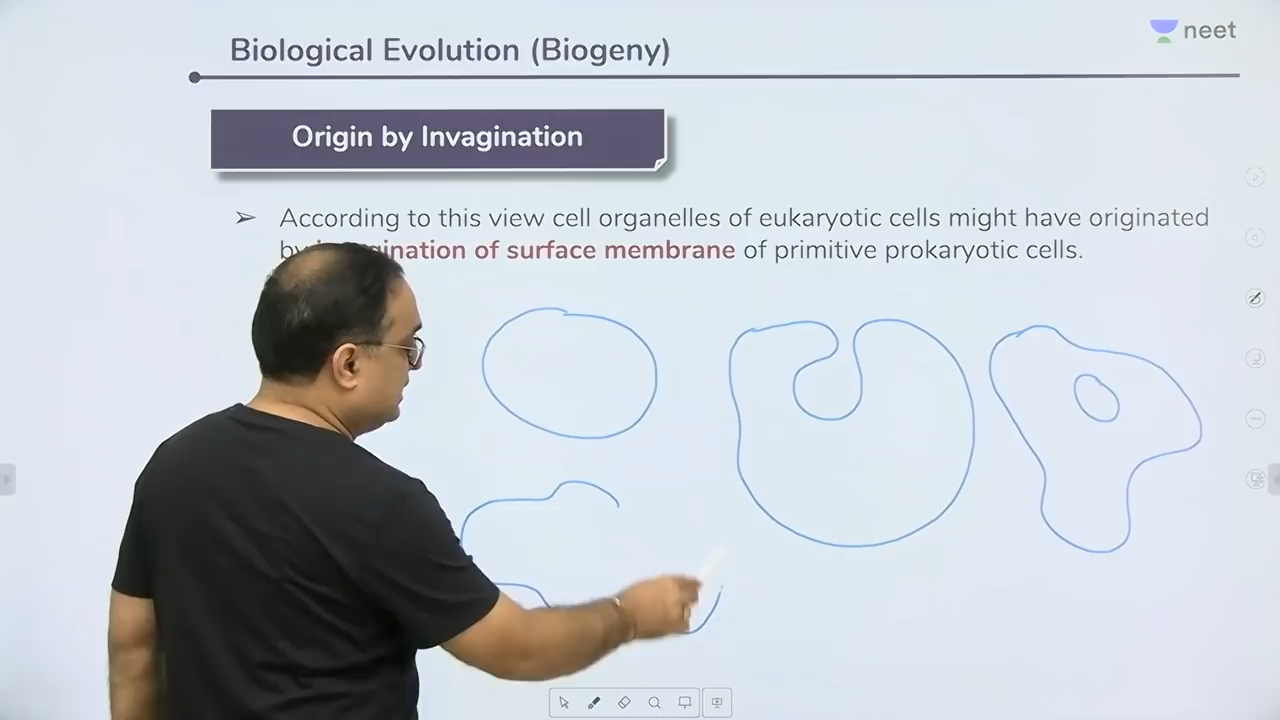 neet
Biological Evolution (Biogeny)
Origin by Invagination
➢ According to this view cell organelles of eukaryotic cells might have originated
of surface membrane of primitive prokaryotic cells.